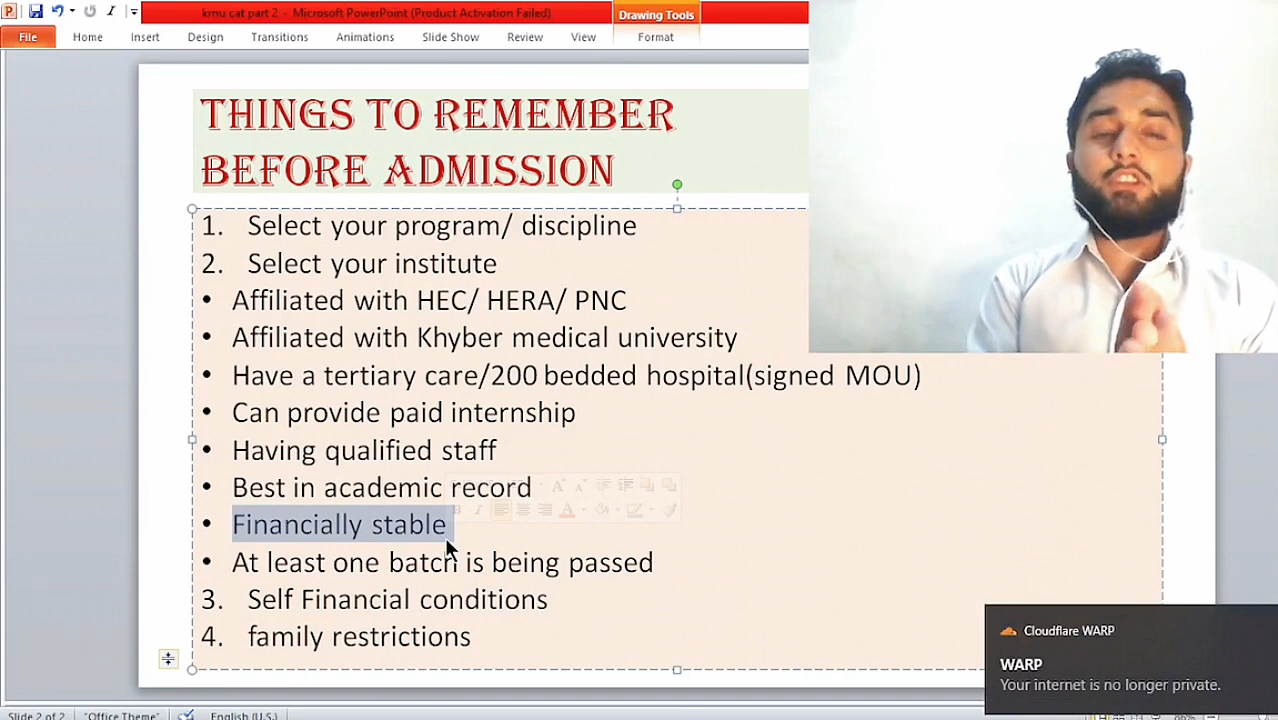 krmu cat part 2 - Microsoft PowerPoint (Product Activation Failed)
Drawing Tools
File Home Insert Design Transitions Animations Slide Show Review View Format
THINGS TO REMEMBER
BEFORE ADMISSION
1. Select your program/ discipline
2. Select your institute
• Affiliated with HEC/ HERA/ PNC
• Affiliated with Khyber medical university
• Have a tertiary care/200 bedded hospital(signed MOU)
• Can provide paid internship
• Having qualified staff
• Best in academic record
• Financially stable
• At least one batch is being passed
3. Self Financial conditions
4. family restrictions
Cloudflare WARP
WARP
Your internet is no longer private.
Slide 2 of 2 "Office Theme" English (U.S.)